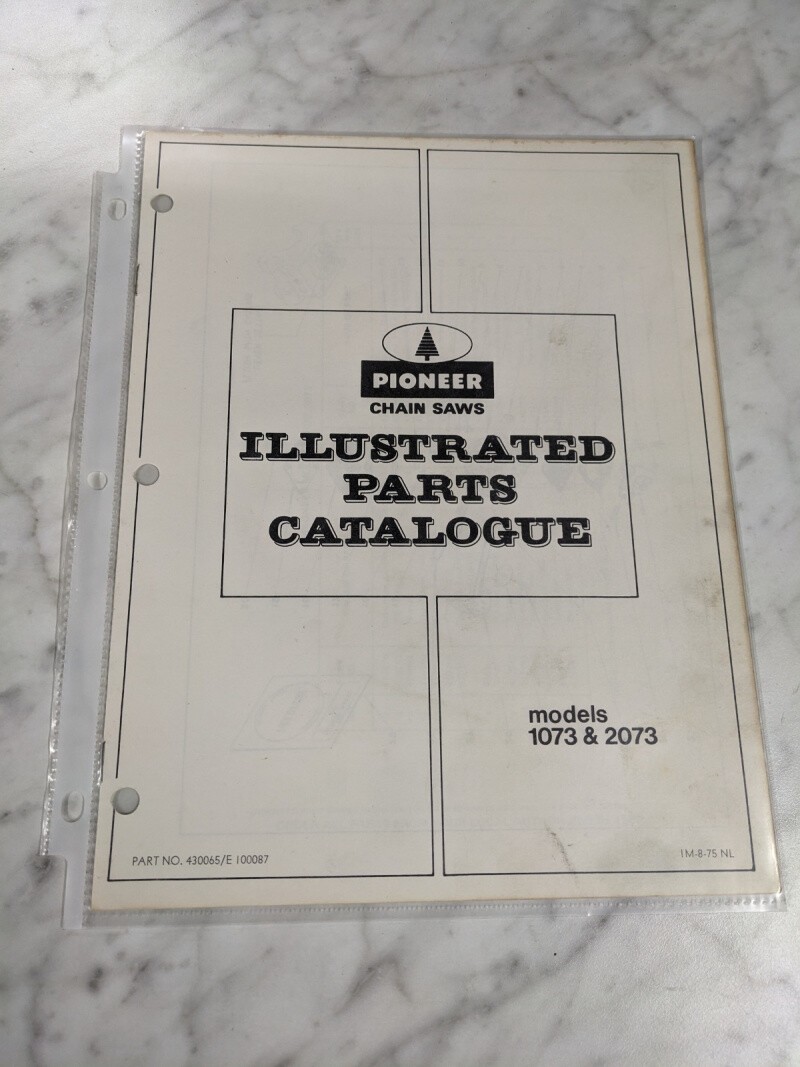 PIONEER
CHAIN SAWS
ILLUSTRATED
PARTS
CATALOGUE
models
1073 & 2073
PART NO. 430065/E 100087
1M-8-75 NL